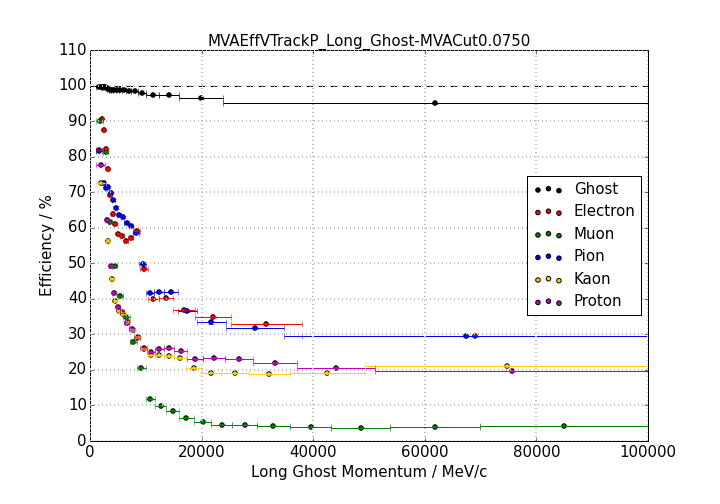 MVAEffVTrackP_Long_Ghost-MVACut0.0750
110
100
90
80
70
60
50
40
30
20
10
0
Efficiency / %
Ghost
Electron
Muon
Pion
Kaon
Proton
0 20000 40000 60000 80000 100000
Long Ghost Momentum / MeV/c